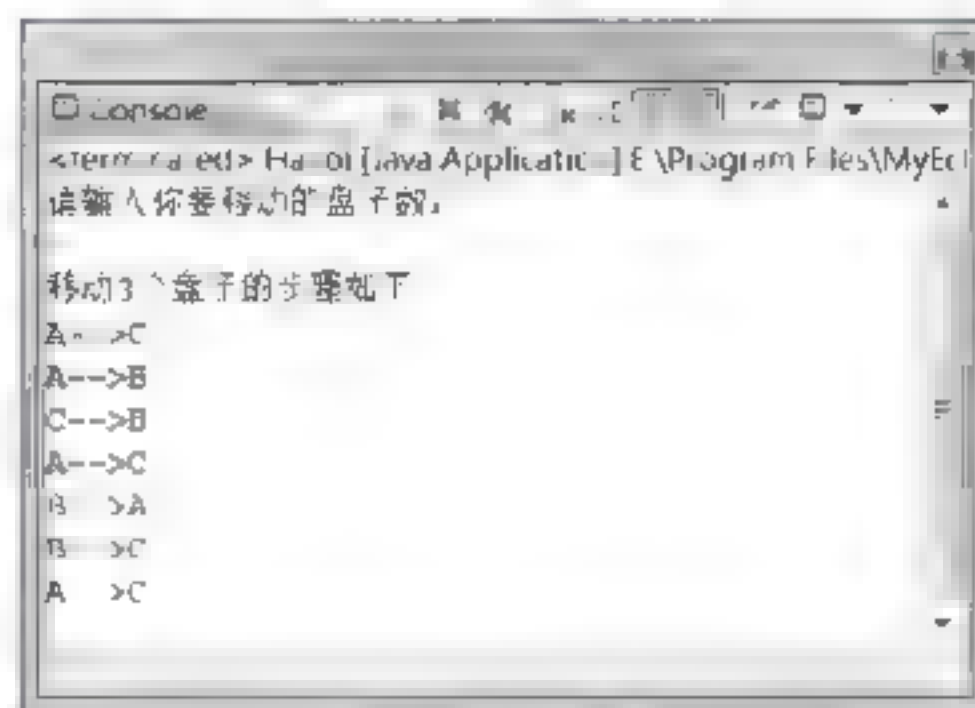 Console
<terminated> Hanoi [Java Application] E:\Program Files\MyEcl
请输入你要移动的盘子数:
移动3个盘子的步骤如下
A-->C
A-->B
C-->B
A-->C
B-->A
B-->C
A-->C